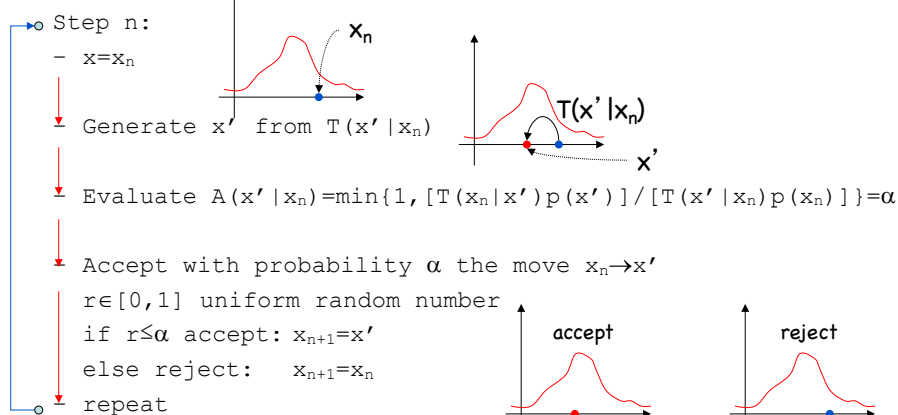 Step n:
xₙ
– x=xₙ
T(x'|xₙ)
– Generate x' from T(x'|xₙ)
x'
– Evaluate A(x'|xₙ)=min{1,[T(xₙ|x')p(x')]/[T(x'|xₙ)p(xₙ)]}=α
– Accept with probability α the move xₙ→x'
r∈[0,1] uniform random number
if r≤α accept: xₙ₊₁=x'
else reject: xₙ₊₁=xₙ
accept
reject
– repeat